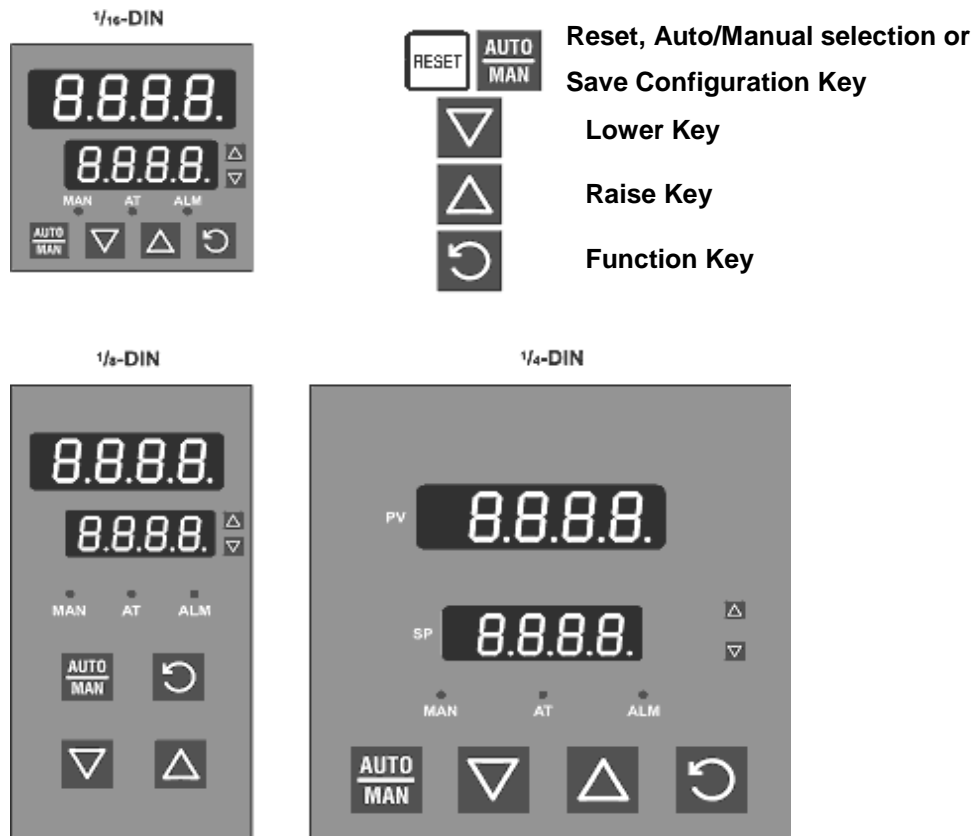 1/16-DIN
8.8.8.8.
8.8.8.8.
MAN AT ALM
AUTO
MAN
RESET
AUTO
MAN
Reset, Auto/Manual selection or
Save Configuration Key
Lower Key
Raise Key
Function Key
1/8-DIN
8.8.8.8.
8.8.8.8.
MAN AT ALM
AUTO
MAN
1/4-DIN
PV 8.8.8.8.
SP 8.8.8.8.
MAN AT ALM
AUTO
MAN